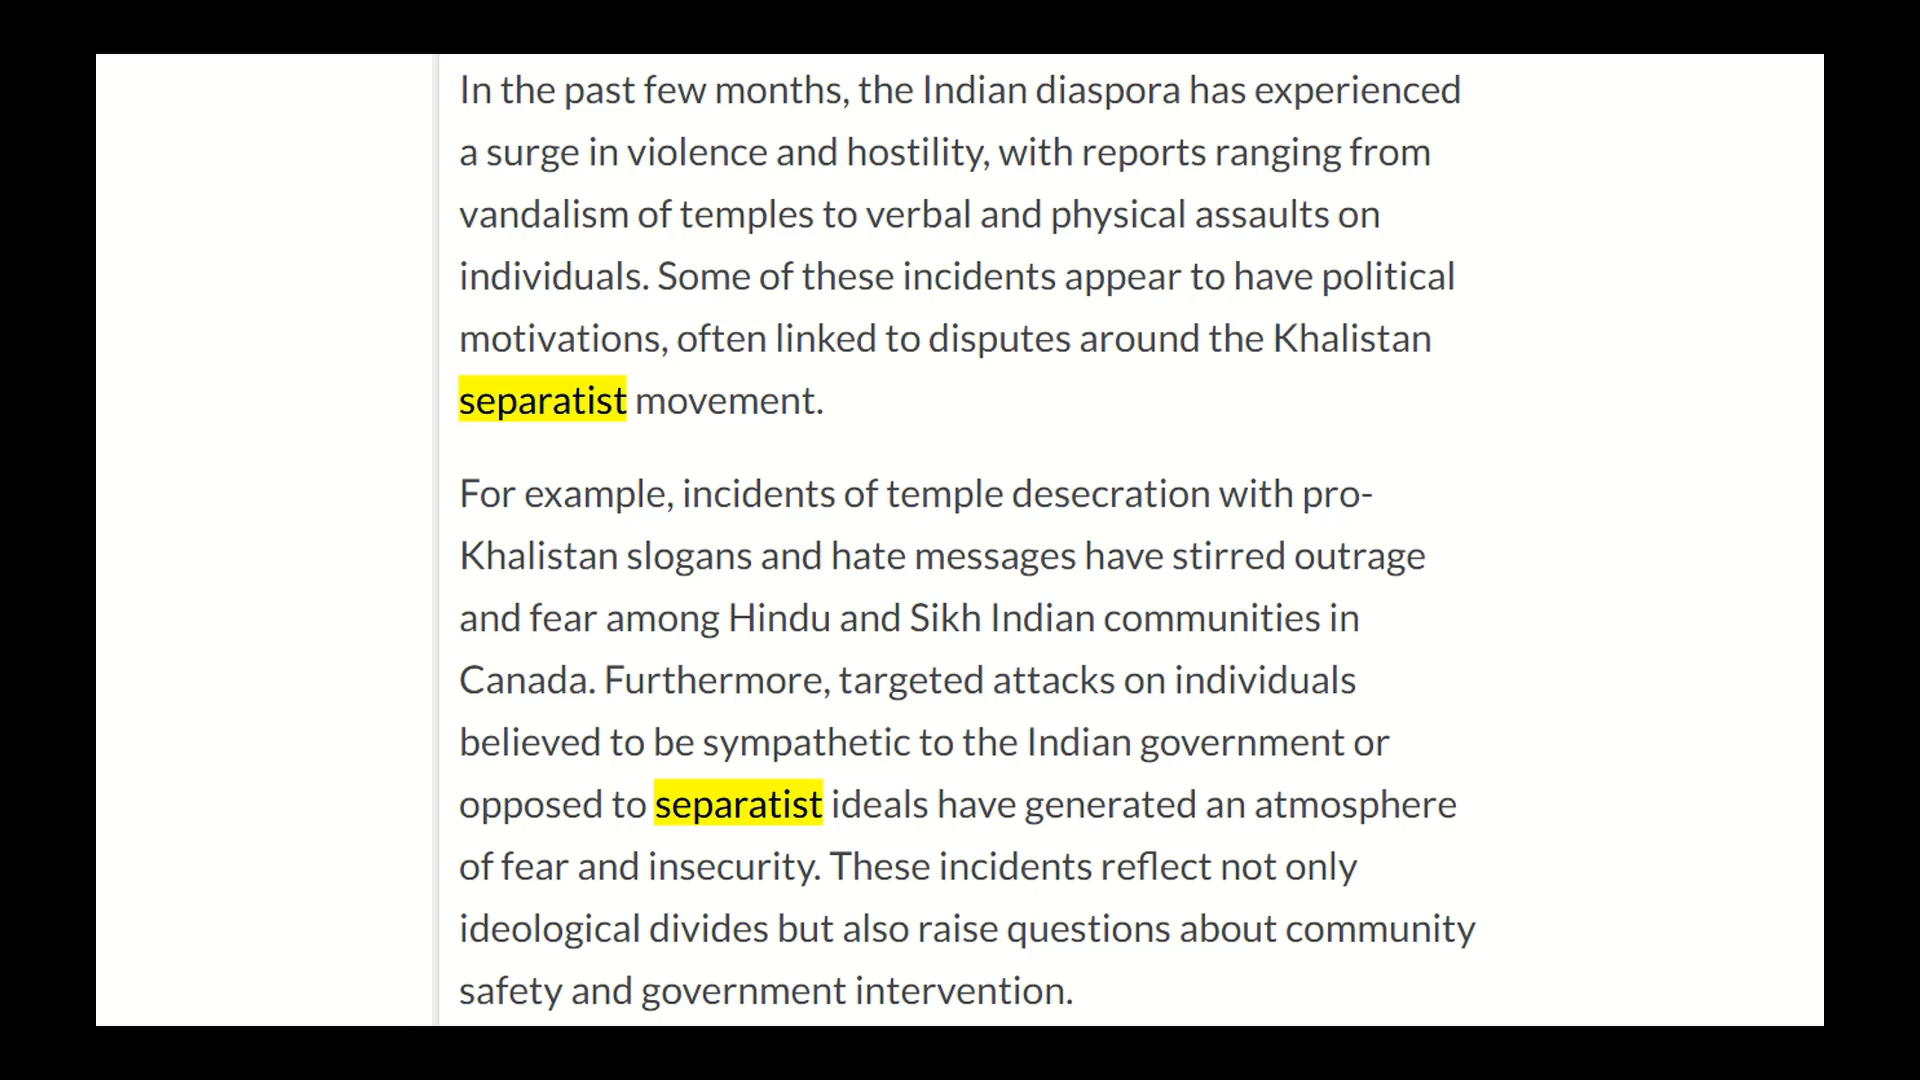 In the past few months, the Indian diaspora has experienced
a surge in violence and hostility, with reports ranging from
vandalism of temples to verbal and physical assaults on
individuals. Some of these incidents appear to have political
motivations, often linked to disputes around the Khalistan
separatist movement.
For example, incidents of temple desecration with pro-
Khalistan slogans and hate messages have stirred outrage
and fear among Hindu and Sikh Indian communities in
Canada. Furthermore, targeted attacks on individuals
believed to be sympathetic to the Indian government or
opposed to separatist ideals have generated an atmosphere
of fear and insecurity. These incidents reflect not only
ideological divides but also raise questions about community
safety and government intervention.